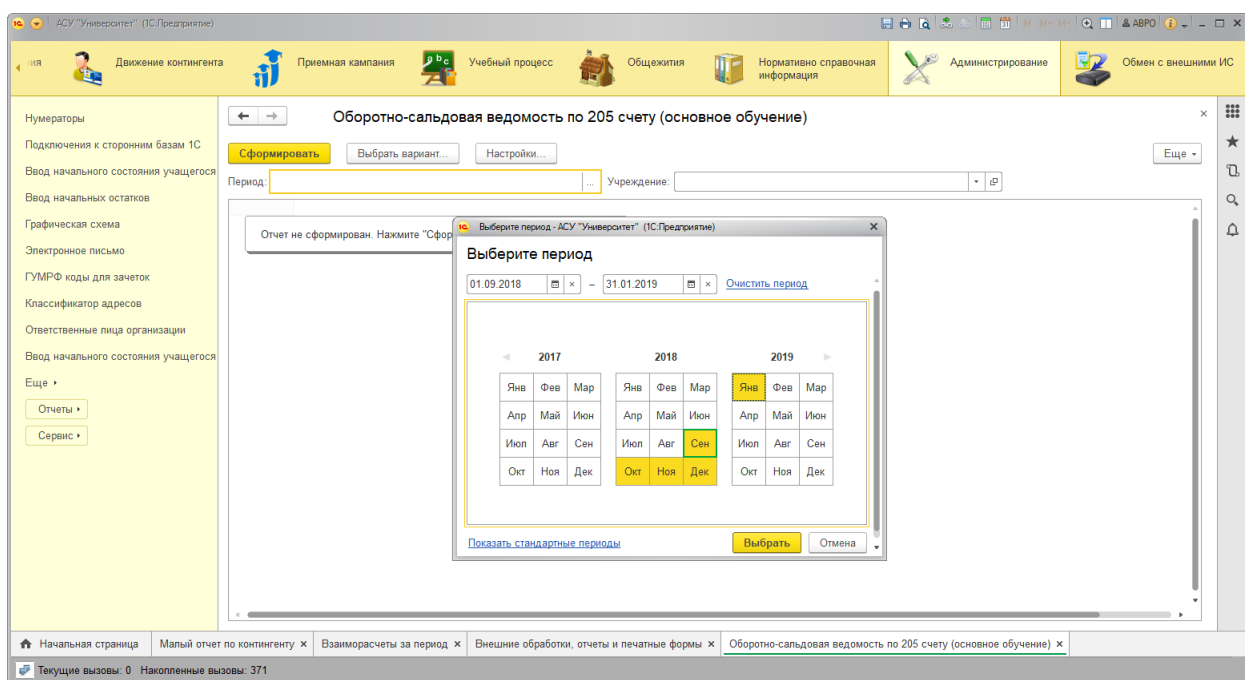 АСУ "Университет" (1С:Предприятие)
M M+ M- ABPO
ия
Движение контингента
Приемная кампания
Учебный процесс
Общежития
Нормативно справочная
информация
Администрирование
Обмен с внешними ИС
Нумераторы
Подключения к сторонним базам 1С
Ввод начального состояния учащегося
Ввод начальных остатков
Графическая схема
Электронное письмо
ГУМРФ коды для зачеток
Классификатор адресов
Ответственные лица организации
Ввод начального состояния учащегося
Еще
Отчеты
Сервис
Оборотно-сальдовая ведомость по 205 счету (основное обучение)
Сформировать Выбрать вариант... Настройки... Еще
Период: ... Учреждение:
Отчет не сформирован. Нажмите "Сфор
Выберите период - АСУ "Университет" (1С:Предприятие)
Выберите период
01.09.2018 – 31.01.2019 Очистить период
2017 2018 2019
Янв Фев Мар Янв Фев Мар Янв Фев Мар
Апр Май Июн Апр Май Июн Апр Май Июн
Июл Авг Сен Июл Авг Сен Июл Авг Сен
Окт Ноя Дек Окт Ноя Дек Окт Ноя Дек
Показать стандартные периоды Выбрать Отмена
Начальная страница Малый отчет по контингенту Взаиморасчеты за период Внешние обработки, отчеты и печатные формы Оборотно-сальдовая ведомость по 205 счету (основное обучение)
Текущие вызовы: 0 Накопленные вызовы: 371